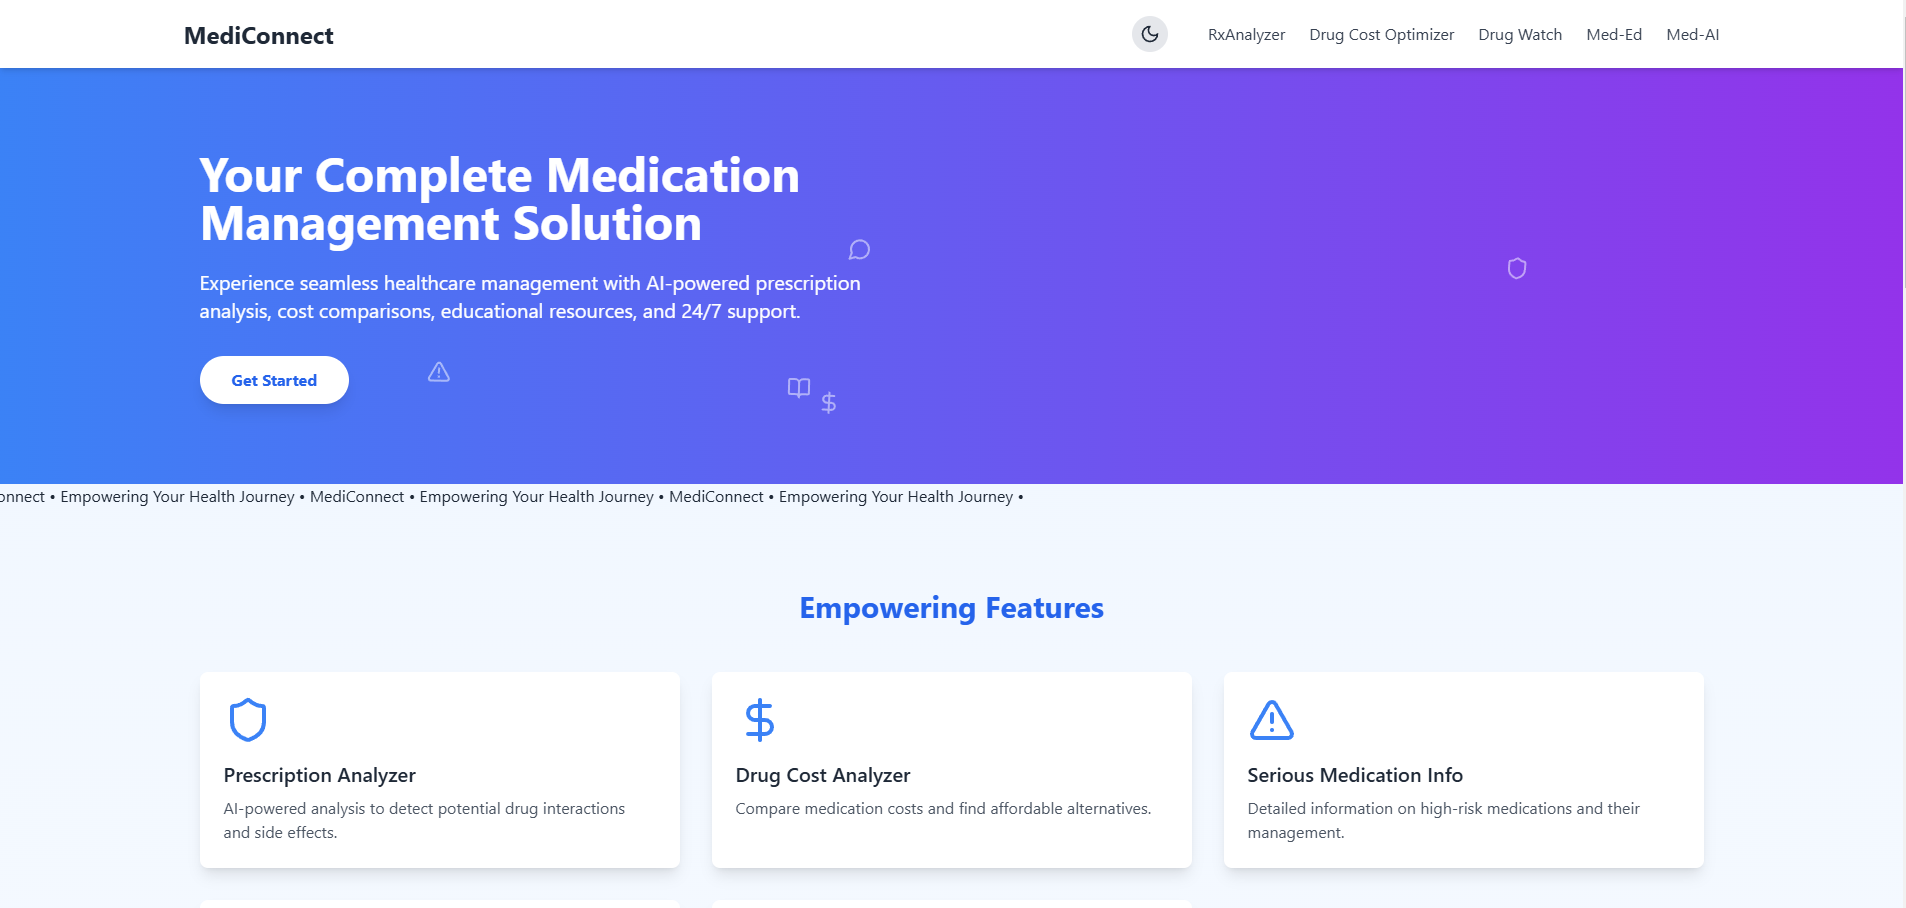 MediConnect
RxAnalyzer Drug Cost Optimizer Drug Watch Med-Ed Med-AI
Your Complete Medication
Management Solution
Experience seamless healthcare management with AI-powered prescription
analysis, cost comparisons, educational resources, and 24/7 support.
Get Started
onnect • Empowering Your Health Journey • MediConnect • Empowering Your Health Journey • MediConnect • Empowering Your Health Journey •
Empowering Features
Prescription Analyzer
AI-powered analysis to detect potential drug interactions
and side effects.
Drug Cost Analyzer
Compare medication costs and find affordable alternatives.
Serious Medication Info
Detailed information on high-risk medications and their
management.